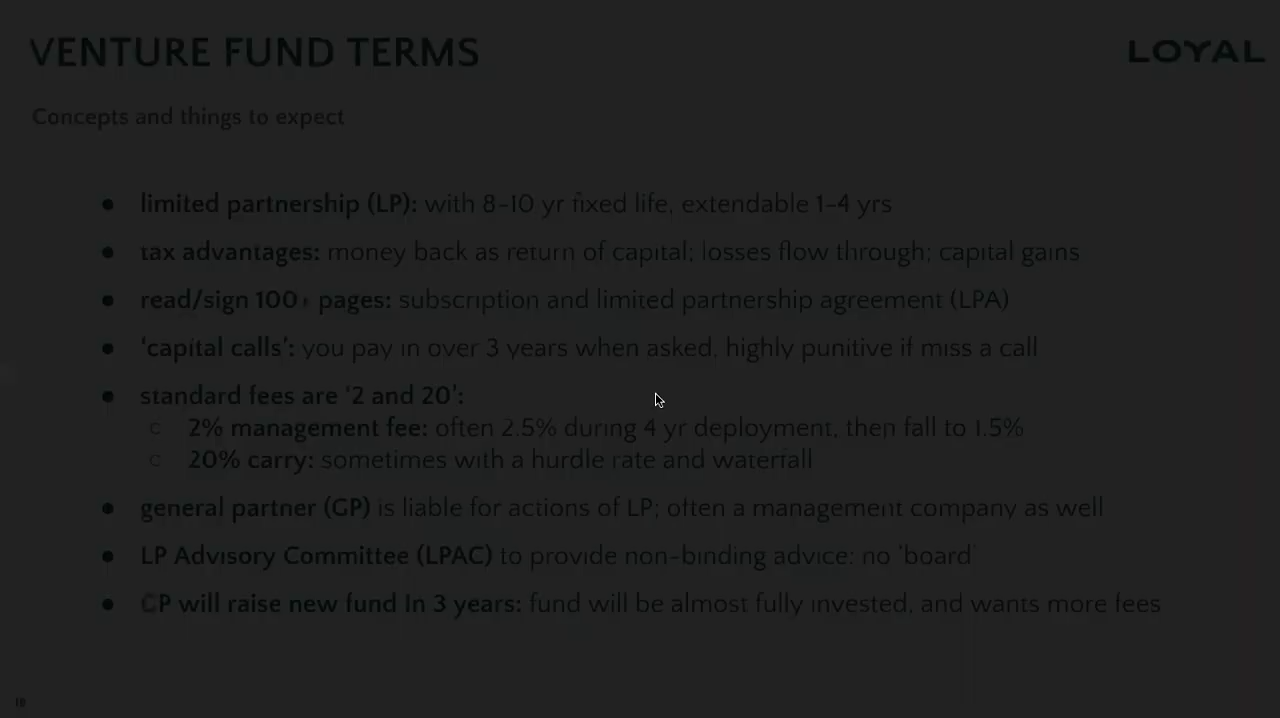 VENTURE FUND TERMS
LOYAL
Concepts and things to expect
● limited partnership (LP): with 8-10 yr fixed life, extendable 1-4 yrs
● tax advantages: money back as return of capital; losses flow through; capital gains
● read/sign 100+ pages: subscription and limited partnership agreement (LPA)
● ‘capital calls’: you pay in over 3 years when asked, highly punitive if miss a call
● standard fees are ‘2 and 20’:
○ 2% management fee: often 2.5% during 4 yr deployment, then fall to 1.5%
○ 20% carry: sometimes with a hurdle rate and waterfall
● general partner (GP) is liable for actions of LP; often a management company as well
● LP Advisory Committee (LPAC) to provide non-binding advice: no ‘board’
● GP will raise new fund In 3 years: fund will be almost fully invested, and wants more fees